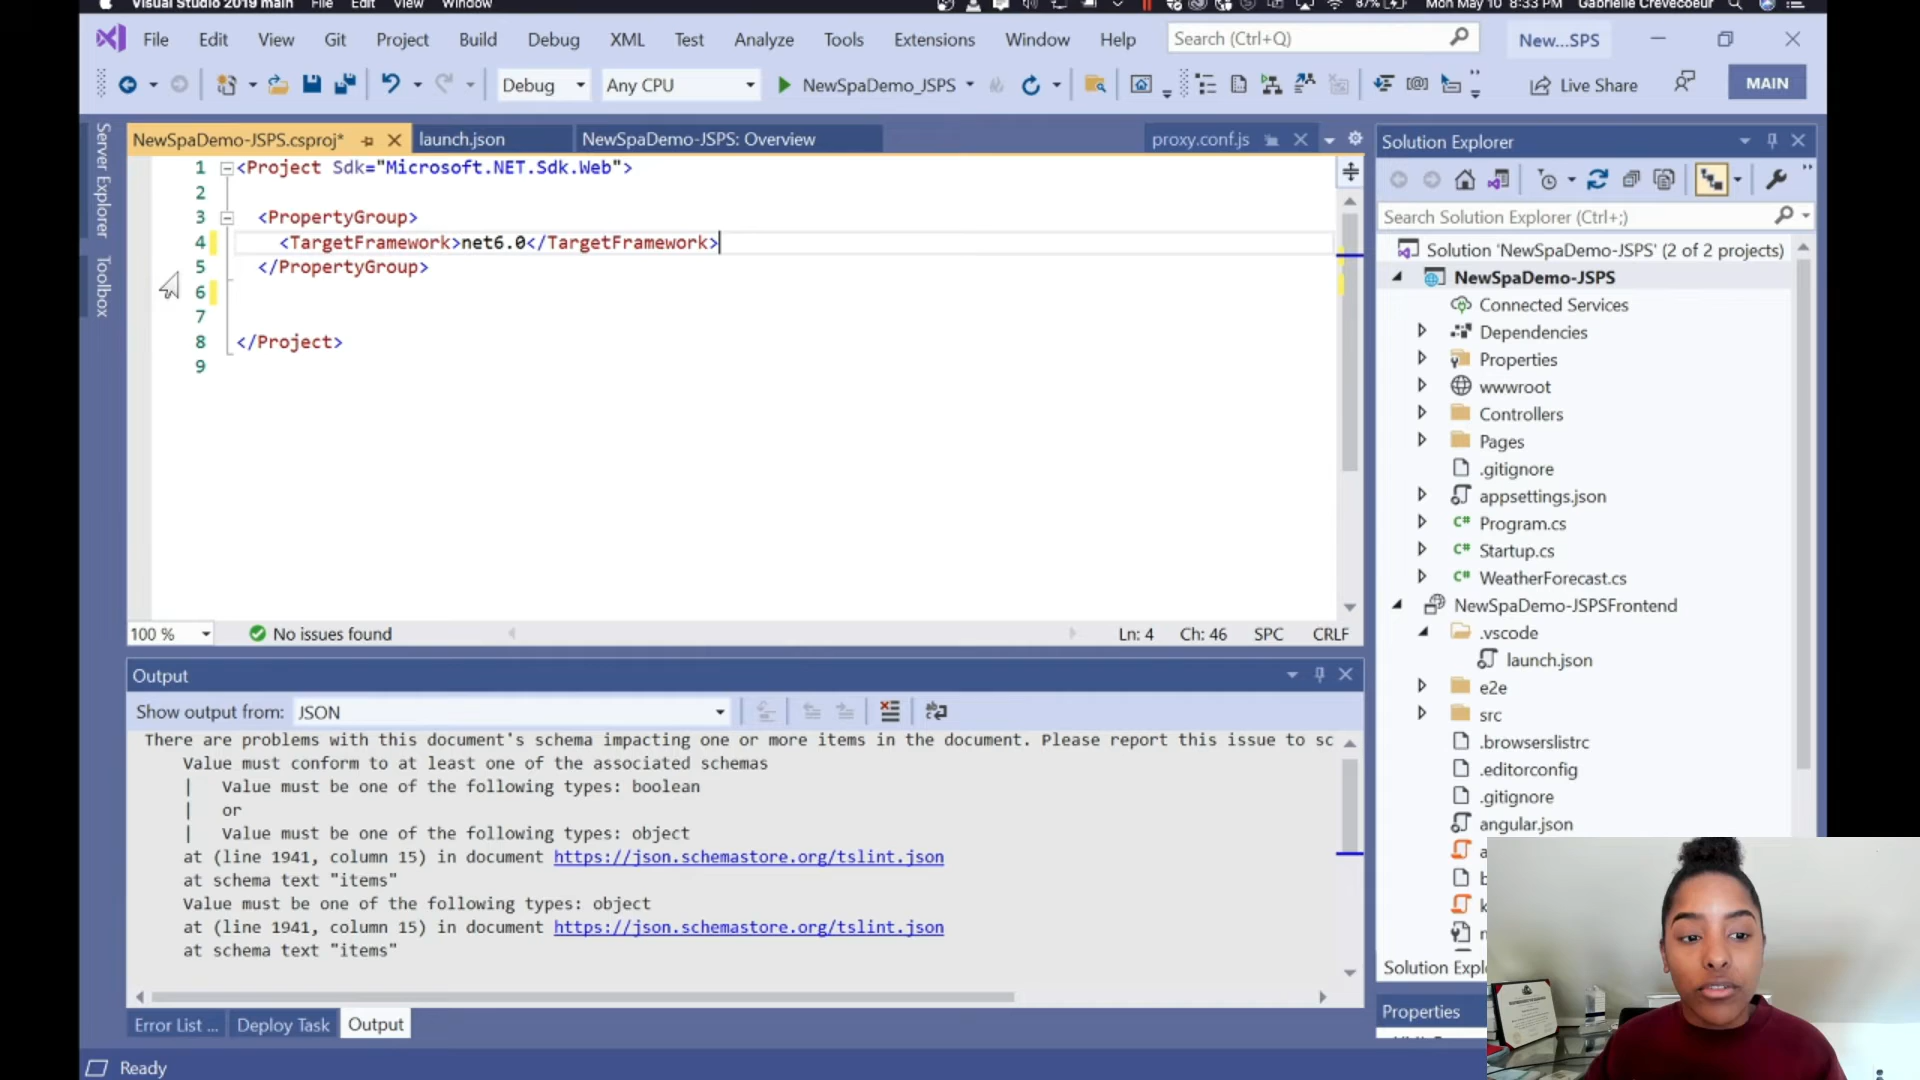 Visual Studio 2019 main File Edit View Window 87% Mon May 10 8:33 PM Gabrielle Crevecoeur
File Edit View Git Project Build Debug XML Test Analyze Tools Extensions Window Help Search (Ctrl+Q) New...SPS
Debug Any CPU NewSpaDemo_JSPS Live Share MAIN
Server Explorer
Toolbox
NewSpaDemo-JSPS.csproj* launch.json NewSpaDemo-JSPS: Overview proxy.conf.js
1 <Project Sdk="Microsoft.NET.Sdk.Web">
2
3 <PropertyGroup>
4 <TargetFramework>net6.0</TargetFramework>
5 </PropertyGroup>
6
7
8 </Project>
9
100 % No issues found Ln: 4 Ch: 46 SPC CRLF
Output
Show output from: JSON
There are problems with this document's schema impacting one or more items in the document. Please report this issue to sc
Value must conform to at least one of the associated schemas
| Value must be one of the following types: boolean
| or
| Value must be one of the following types: object
at (line 1941, column 15) in document https://json.schemastore.org/tslint.json
at schema text "items"
Value must be one of the following types: object
at (line 1941, column 15) in document https://json.schemastore.org/tslint.json
at schema text "items"
Error List ... Deploy Task Output
Ready
Solution Explorer
Search Solution Explorer (Ctrl+;)
Solution 'NewSpaDemo-JSPS' (2 of 2 projects)
NewSpaDemo-JSPS
Connected Services
Dependencies
Properties
wwwroot
Controllers
Pages
.gitignore
appsettings.json
C# Program.cs
C# Startup.cs
C# WeatherForecast.cs
NewSpaDemo-JSPSFrontend
.vscode
launch.json
e2e
src
.browserslistrc
.editorconfig
.gitignore
angular.json
Solution Expl
Properties